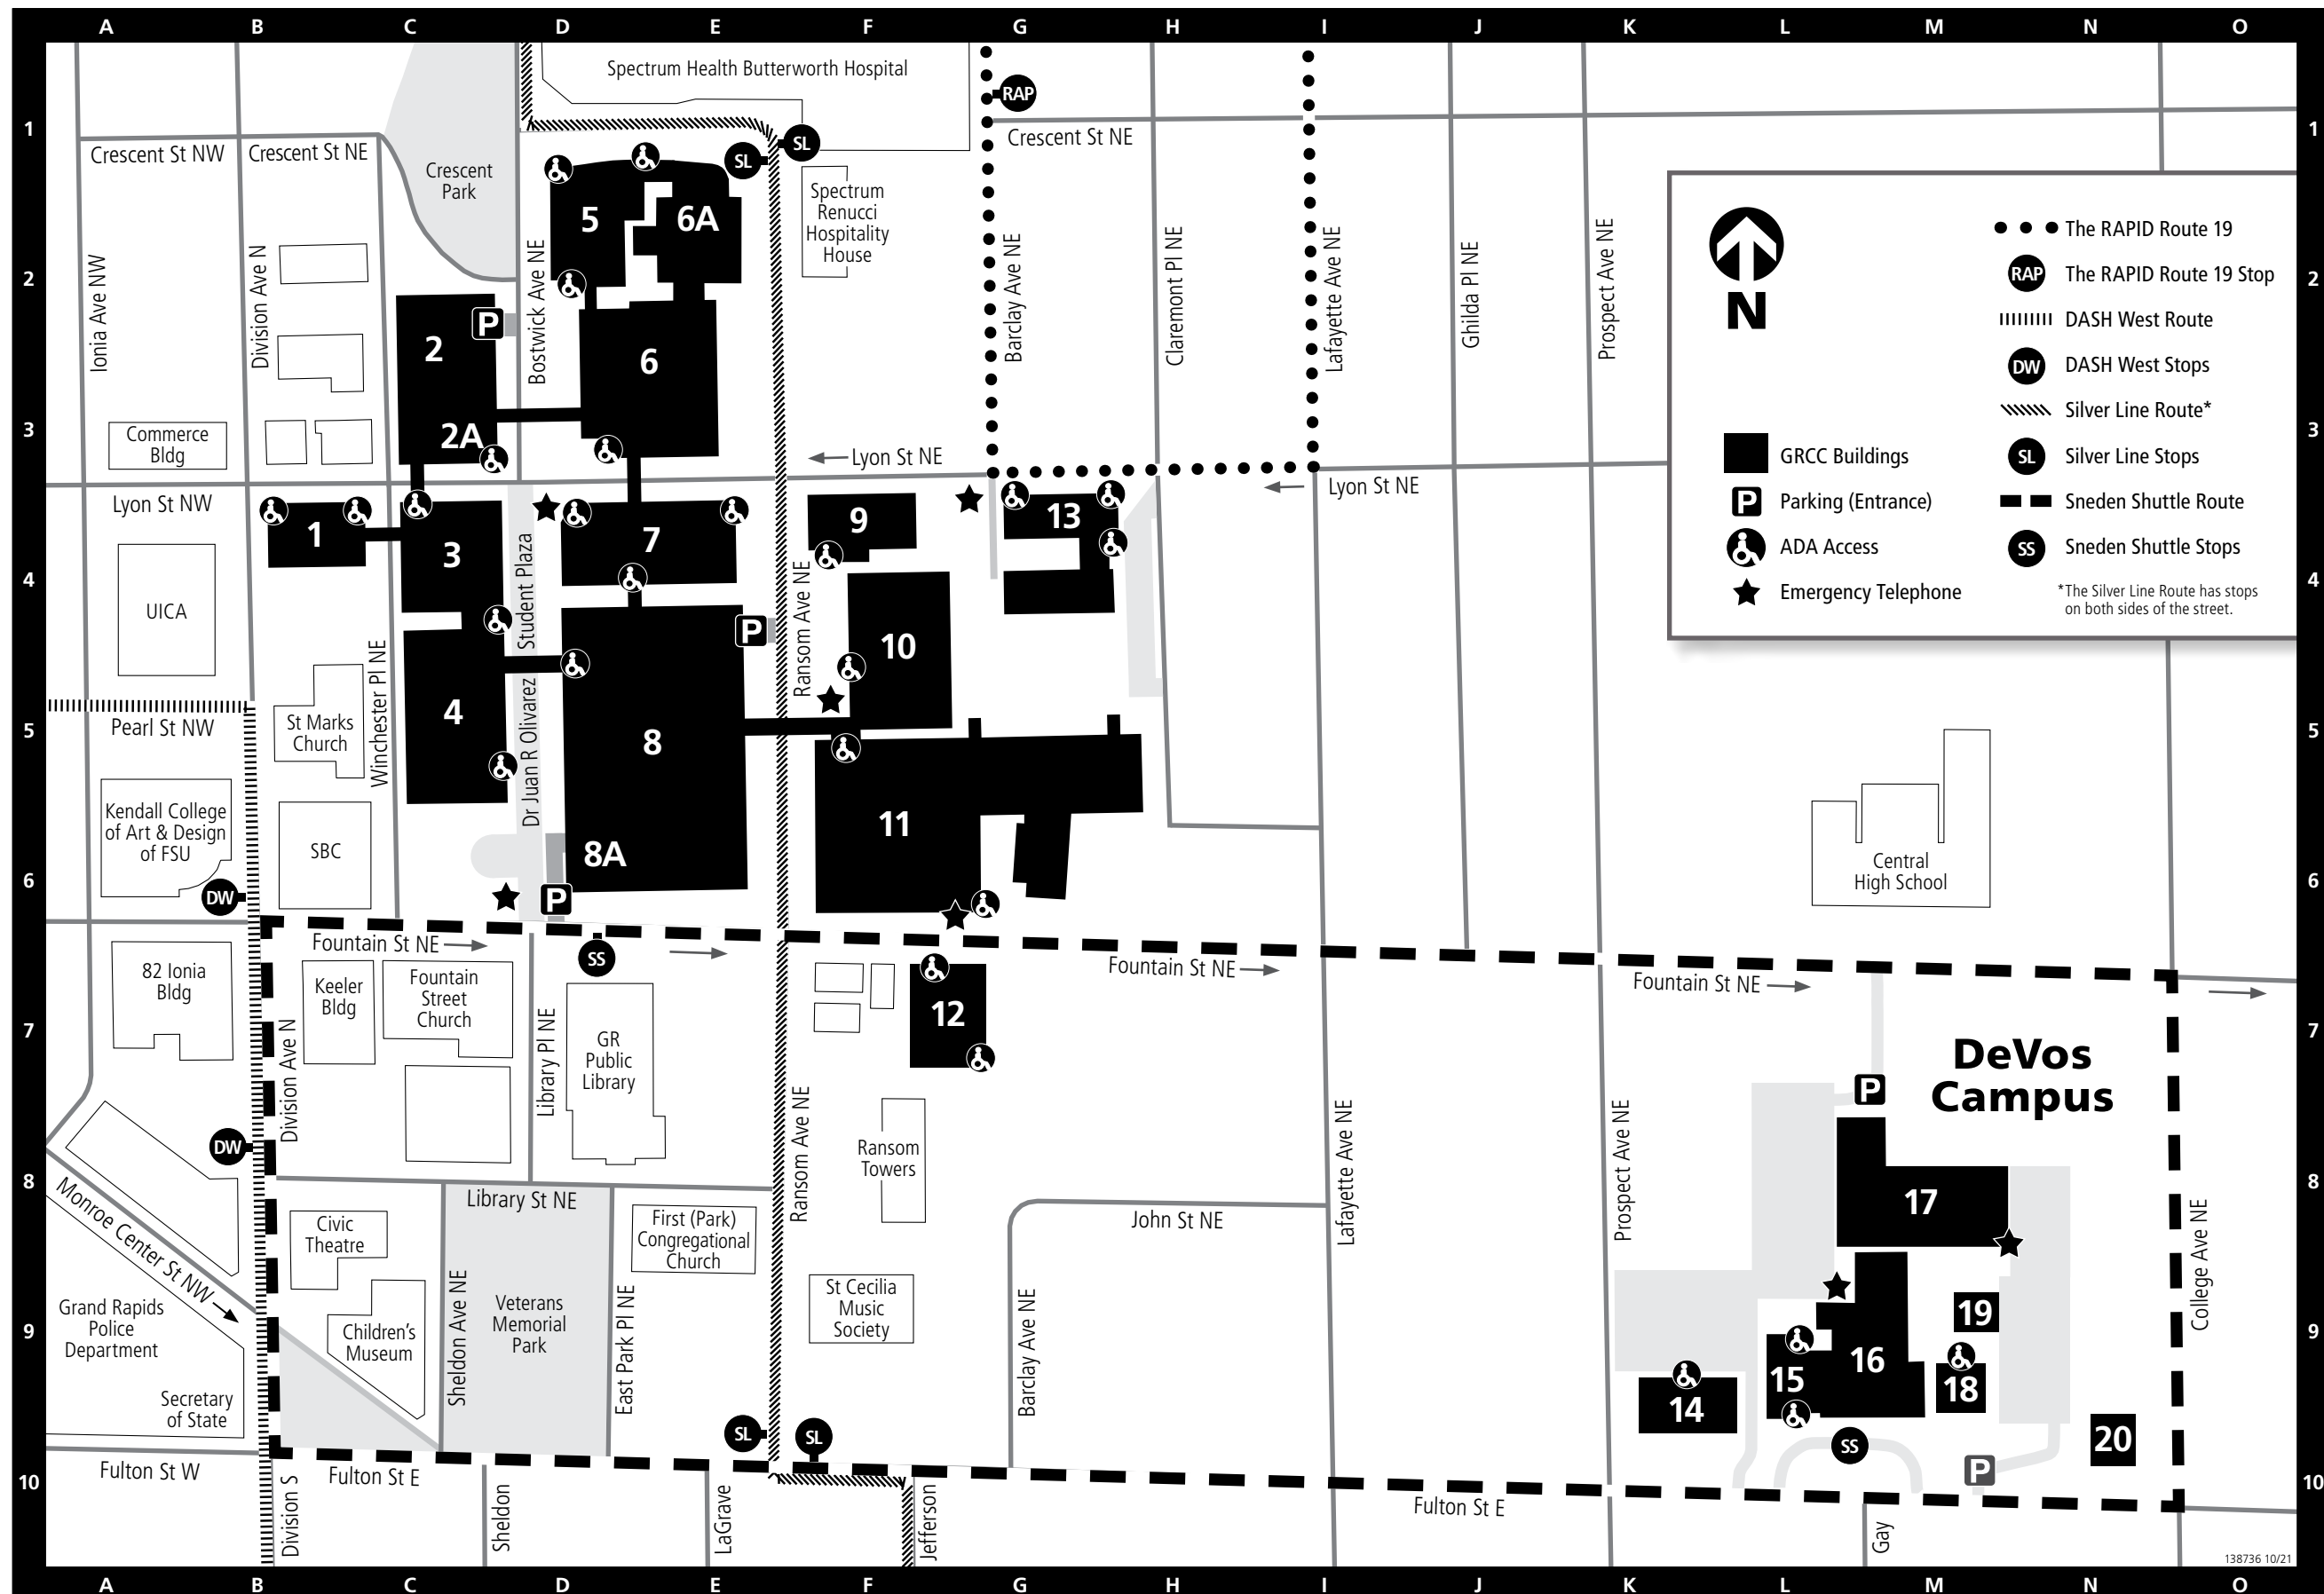 A B C D E F G H I J K L M N O
Spectrum Health Butterworth Hospital
RAP
1
1
Crescent St NW
Crescent St NE
Crescent St NE
SL
SL
Crescent
Park
5
6A
Spectrum
Renucci
Hospitality
House
Ionia Ave NW
Division Ave N
Bostwick Ave NE
Barclay Ave NE
Claremont Pl NE
Lafayette Ave NE
Ghilda Pl NE
Prospect Ave NE
N
The RAPID Route 19
RAP
The RAPID Route 19 Stop
DASH West Route
DW
DASH West Stops
Silver Line Route*
GRCC Buildings
SL
Silver Line Stops
P
Parking (Entrance)
Sneden Shuttle Route
ADA Access
SS
Sneden Shuttle Stops
Emergency Telephone
*The Silver Line Route has stops
on both sides of the street.
2
2
P
2
6
3
3
2A
Commerce
Bldg
Lyon St NE
Lyon St NW
Lyon St NE
1
3
7
9
13
4
4
UICA
Student Plaza
Dr Juan R Olivarez
Winchester Pl NE
P
Ransom Ave NE
10
Pearl St NW
St Marks
Church
4
8
5
5
Kendall College
of Art & Design
of FSU
SBC
8A
11
Central
High School
6
6
DW
P
Fountain St NE
SS
Fountain St NE
Fountain St NE
82 Ionia
Bldg
Keeler
Bldg
Fountain
Street
Church
12
7
7
Division Ave N
Library Pl NE
GR
Public
Library
DeVos
Campus
P
Ransom Ave NE
Ransom
Towers
Lafayette Ave NE
Prospect Ave NE
DW
8
8
Monroe Center St NW
Library St NE
Civic
Theatre
First (Park)
Congregational
Church
John St NE
17
College Ave NE
Grand Rapids
Police
Department
Children's
Museum
Sheldon Ave NE
Veterans
Memorial
Park
East Park Pl NE
St Cecilia
Music
Society
Barclay Ave NE
19
9
9
16
15
18
14
Secretary
of State
SL
SL
SS
20
P
Fulton St W
Fulton St E
Fulton St E
10
10
Division S
Sheldon
LaGrave
Jefferson
Gay
138736 10/21
A B C D E F G H I J K L M N O